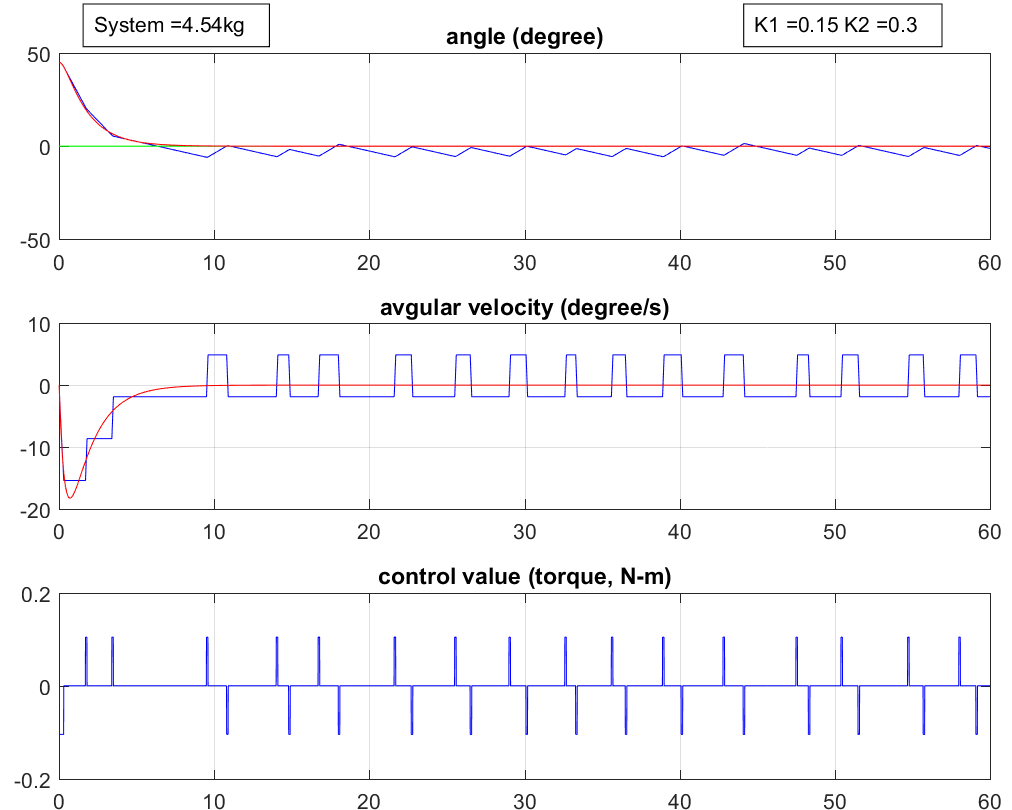 System =4.54kg
K1 =0.15 K2 =0.3
angle (degree)
50
0
-50
0 10 20 30 40 50 60
avgular velocity (degree/s)
10
0
-10
-20
0 10 20 30 40 50 60
control value (torque, N-m)
0.2
0
-0.2
0 10 20 30 40 50 60